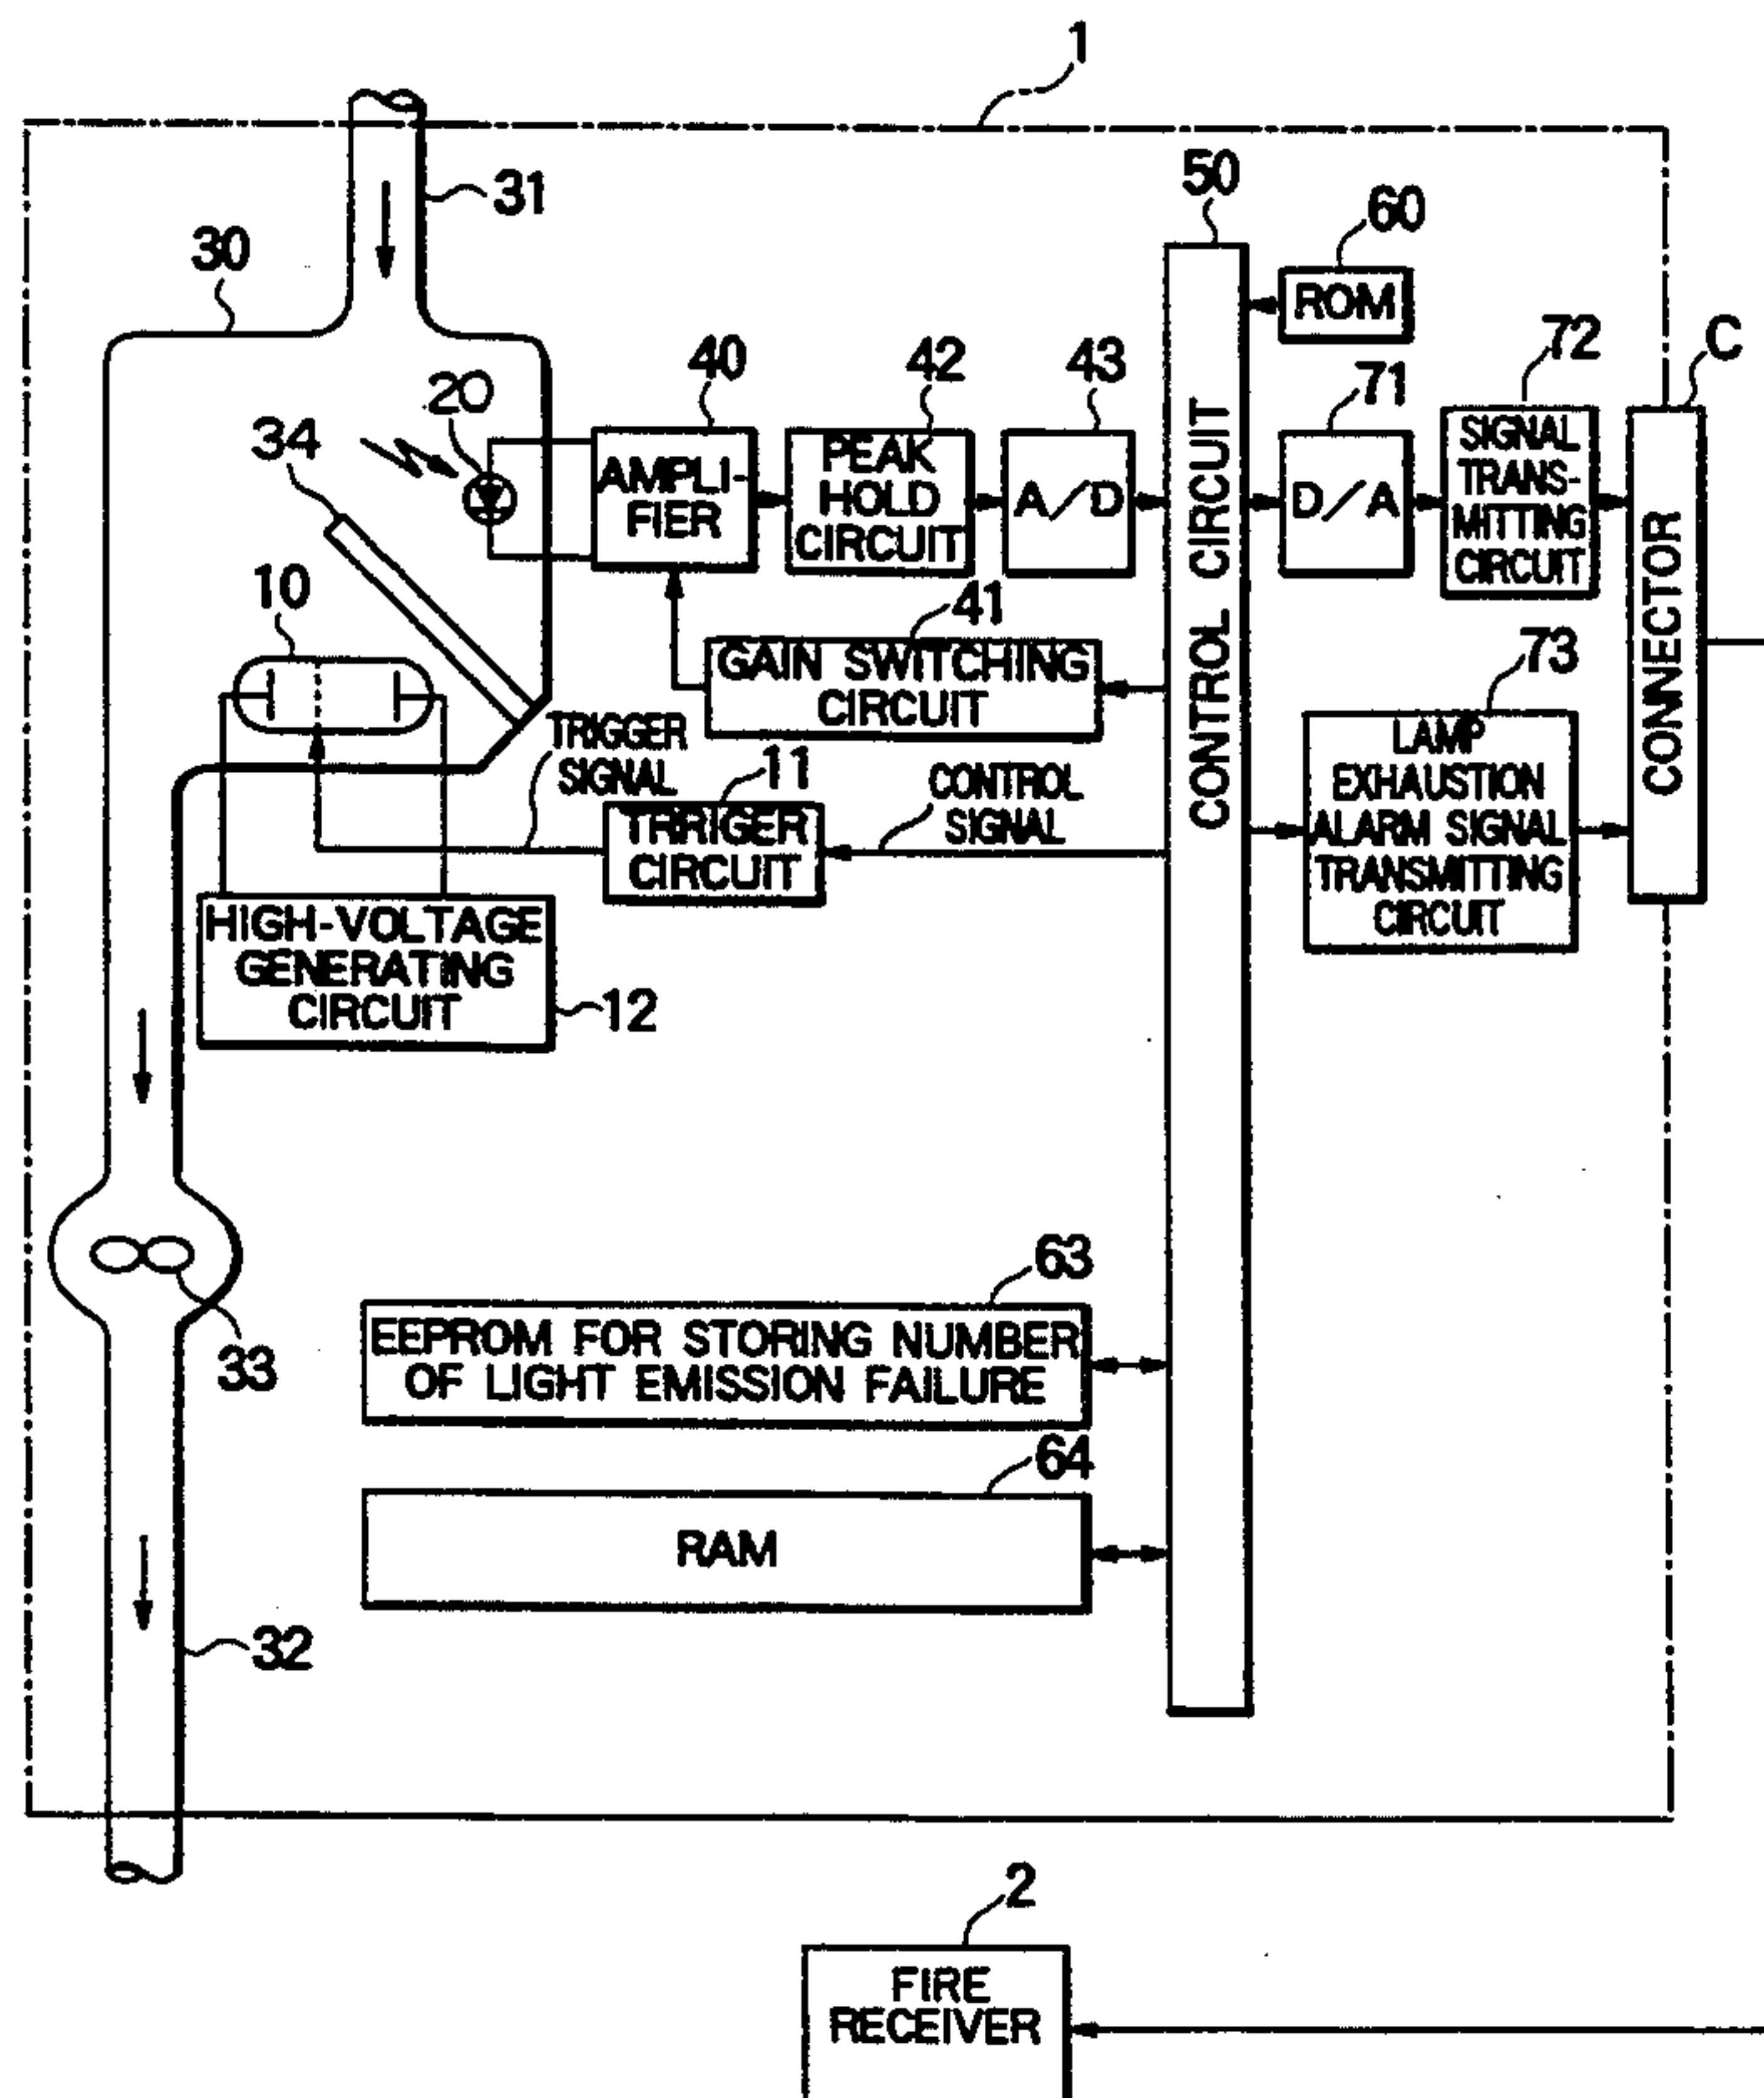 1
31
50
60
30
ROM
72
C
40
42
43
71
20
34
AMPLI-
FIER
PEAK
HOLD
CIRCUIT
A/D
CONTROL CIRCUIT
D/A
SIGNAL
TRANS-
MITTING
CIRCUIT
CONNECTOR
10
41
GAIN SWITCHING
CIRCUIT
73
TRIGGER
SIGNAL
11
CONTROL
SIGNAL
LAMP
EXHAUSTION
ALARM SIGNAL
TRANSMITTING
CIRCUIT
TRRIGER
CIRCUIT
HIGH-VOLTAGE
GENERATING
CIRCUIT
12
63
33
EEPROM FOR STORING NUMBER
OF LIGHT EMISSION FAILURE
64
RAM
32
2
FIRE
RECEIVER